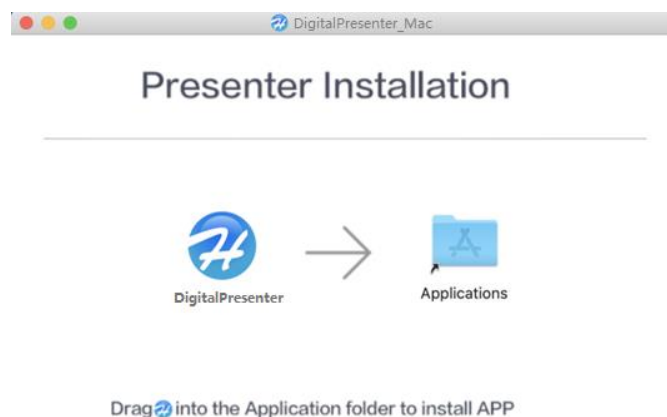 DigitalPresenter_Mac
Presenter Installation
DigitalPresenter
Applications
Drag into the Application folder to install APP